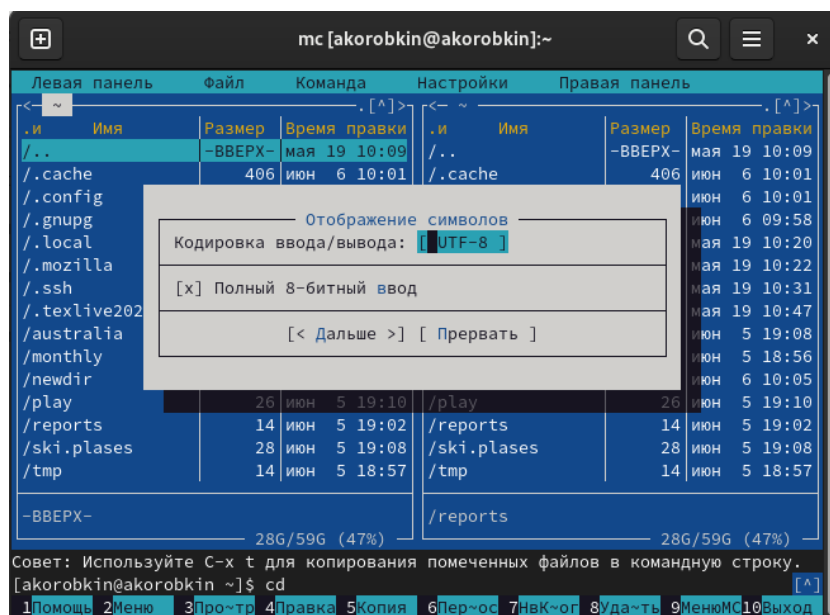 mc [akorobkin@akorobkin]:~
Левая панель Файл Команда Настройки Правая панель
<— ~ .[^]> <— ~ .[^]>
.и Имя Размер Время правки .и Имя Размер Время правки
/.. -ВВЕРХ- мая 19 10:09 /.. -ВВЕРХ- мая 19 10:09
/.cache 406 июн 6 10:01 /.cache 406 июн 6 10:01
/.config июн 6 10:01
/.gnupg Отображение символов июн 6 09:58
/.local Кодировка ввода/вывода: [ UTF-8 ] мая 19 10:20
/.mozilla мая 19 10:22
/.ssh [x] Полный 8-битный ввод мая 19 10:31
/.texlive202 мая 19 10:47
/australia [< Дальше >] [ Прервать ] июн 5 19:08
/monthly июн 5 18:56
/newdir июн 6 10:05
/play 26 июн 5 19:10 /play 26 июн 5 19:10
/reports 14 июн 5 19:02 /reports 14 июн 5 19:02
/ski.plases 28 июн 5 19:08 /ski.plases 28 июн 5 19:08
/tmp 14 июн 5 18:57 /tmp 14 июн 5 18:57
-ВВЕРХ- /reports
28G/59G (47%) 28G/59G (47%)
Совет: Используйте C-x t для копирования помеченных файлов в командную строку.
[akorobkin@akorobkin ~]$ cd [^]
1Помощь 2Меню 3Про~тр 4Правка 5Копия 6Пер~ос 7НвК~ог 8Уда~ть 9МенюMC 10Выход